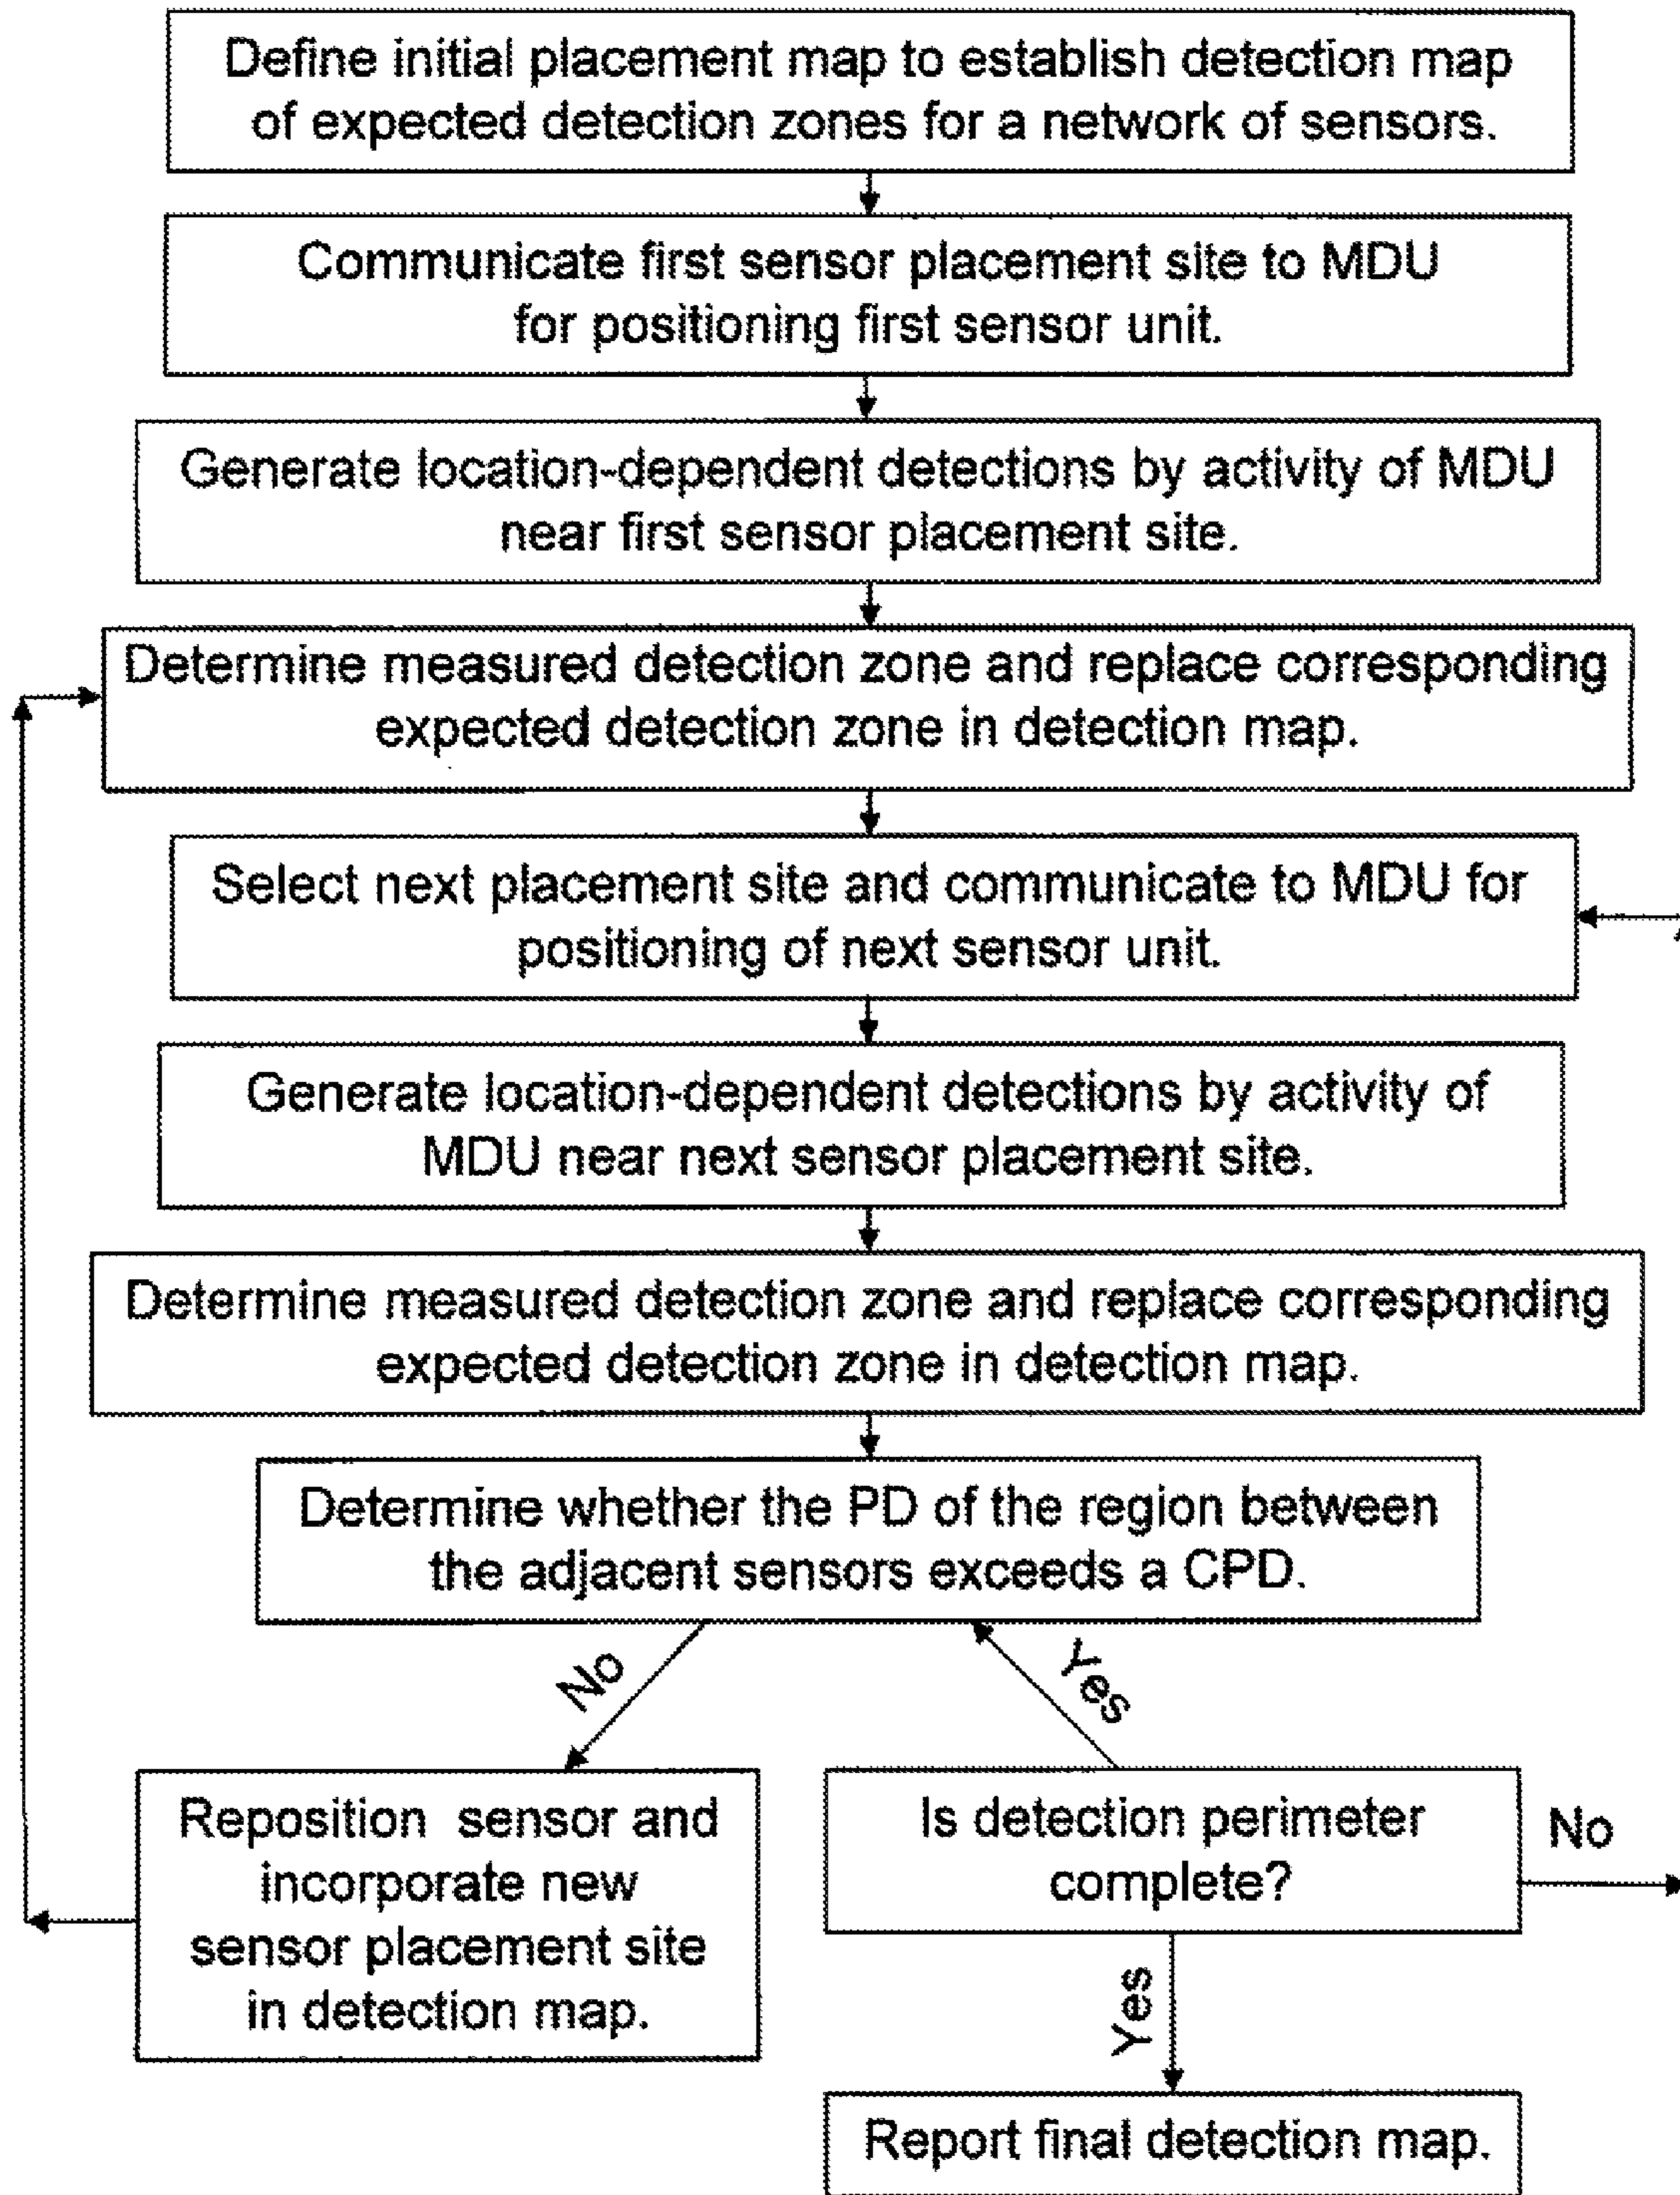 Define initial placement map to establish detection map
of expected detection zones for a network of sensors.
Communicate first sensor placement site to MDU
for positioning first sensor unit.
Generate location-dependent detections by activity of MDU
near first sensor placement site.
Determine measured detection zone and replace corresponding
expected detection zone in detection map.
Select next placement site and communicate to MDU for
positioning of next sensor unit.
Generate location-dependent detections by activity of
MDU near next sensor placement site.
Determine measured detection zone and replace corresponding
expected detection zone in detection map.
Determine whether the PD of the region between
the adjacent sensors exceeds a CPD.
No
Yes
Reposition sensor and
incorporate new
sensor placement site
in detection map.
Is detection perimeter
complete?
No
Yes
Report final detection map.